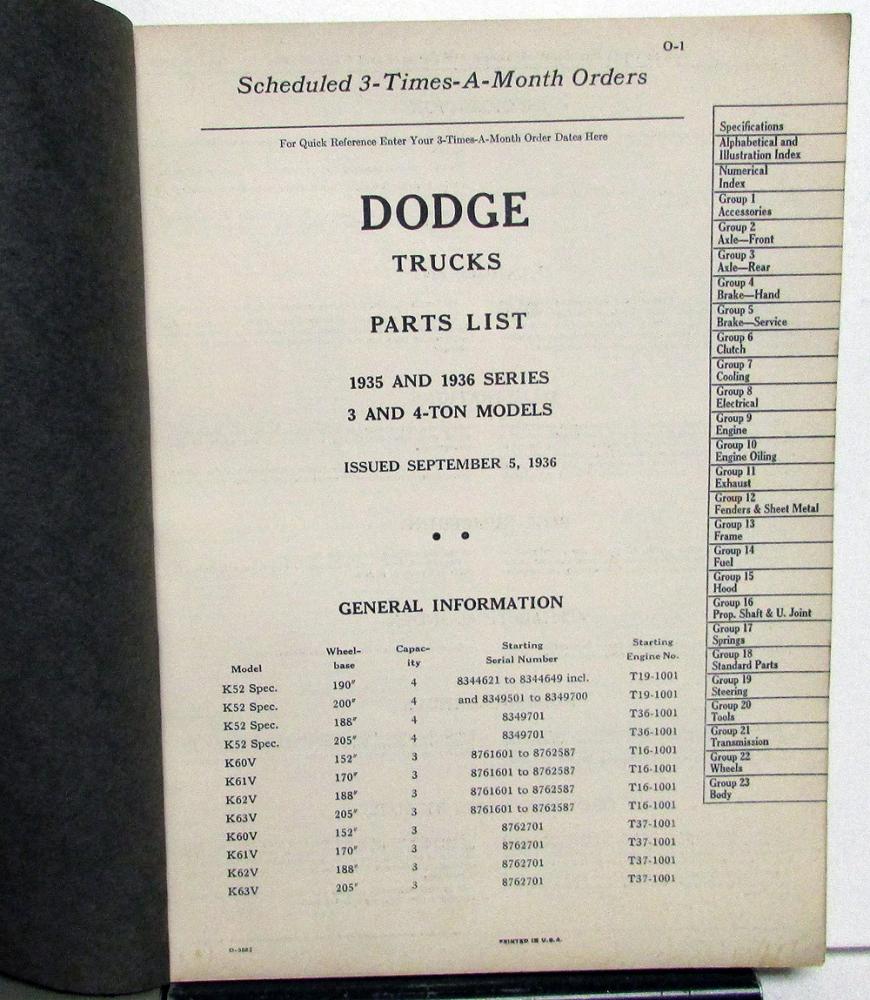 O-1
Scheduled 3-Times-A-Month Orders
For Quick Reference Enter Your 3-Times-A-Month Order Dates Here
DODGE
TRUCKS
PARTS LIST
1935 AND 1936 SERIES
3 AND 4-TON MODELS
ISSUED SEPTEMBER 5, 1936
GENERAL INFORMATION
Model Wheel-base Capac-ity Starting Serial Number Starting Engine No.
K52 Spec. 190″ 4 8344621 to 8344649 incl. T19-1001
K52 Spec. 200″ 4 and 8349501 to 8349700 T19-1001
K52 Spec. 188″ 4 8349701 T36-1001
K52 Spec. 205″ 4 8349701 T36-1001
K60V 152″ 3 8761601 to 8762587 T16-1001
K61V 170″ 3 8761601 to 8762587 T16-1001
K62V 188″ 3 8761601 to 8762587 T16-1001
K63V 205″ 3 8761601 to 8762587 T16-1001
K60V 152″ 3 8762701 T37-1001
K61V 170″ 3 8762701 T37-1001
K62V 188″ 3 8762701 T37-1001
K63V 205″ 3 8762701 T37-1001
PRINTED IN U.S.A.
Specifications
Alphabetical and
Illustration Index
Numerical
Index
Group 1
Accessories
Group 2
Axle—Front
Group 3
Axle—Rear
Group 4
Brake—Hand
Group 5
Brake—Service
Group 6
Clutch
Group 7
Cooling
Group 8
Electrical
Group 9
Engine
Group 10
Engine Oiling
Group 11
Exhaust
Group 12
Fenders & Sheet Metal
Group 13
Frame
Group 14
Fuel
Group 15
Hood
Group 16
Prop. Shaft & U. Joint
Group 17
Springs
Group 18
Standard Parts
Group 19
Steering
Group 20
Tools
Group 21
Transmission
Group 22
Wheels
Group 23
Body